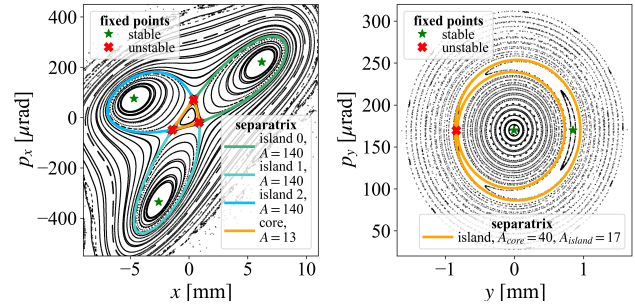 fixed points
stable
unstable
separatrix
island 0,
A = 140
island 1,
A = 140
island 2,
A = 140
core,
A = 13
400
200
0
−200
−400
p_x [μrad]
−5
0
5
10
x [mm]
fixed points
stable
unstable
separatrix
island, A_core = 40, A_island = 17
300
250
200
150
100
50
p_y [μrad]
−1
0
1
y [mm]